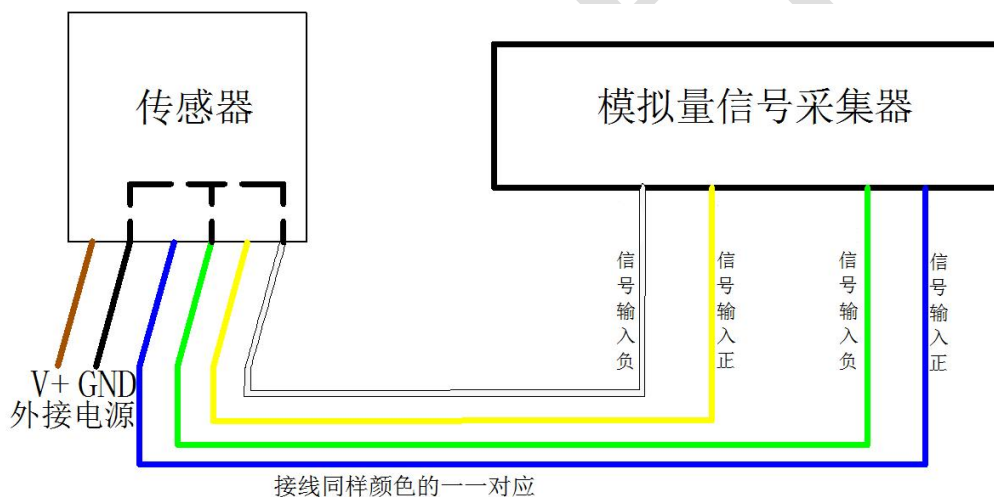 传感器
模拟量信号采集器
信号输入负
信号输入正
信号输入负
信号输入正
V+ GND
外接电源
接线同样颜色的一一对应